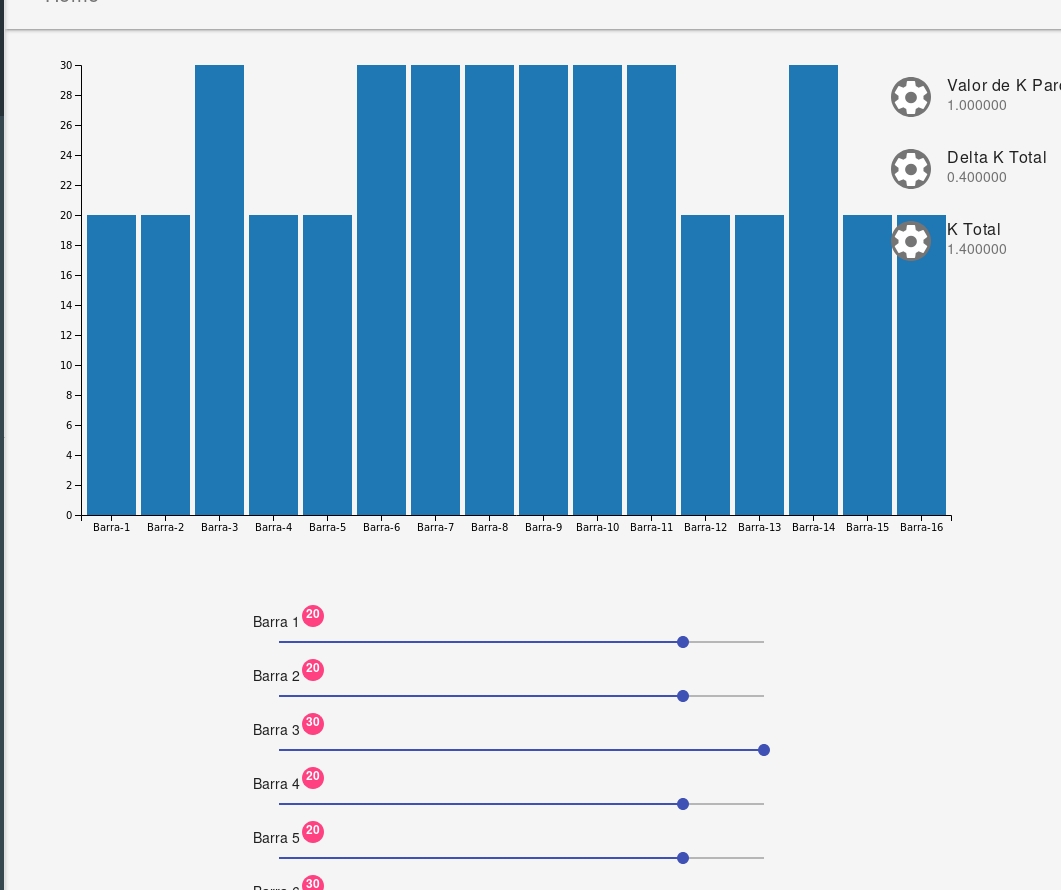 Home
30
28
26
24
22
20
18
16
14
12
10
8
6
4
2
0
Barra-1 Barra-2 Barra-3 Barra-4 Barra-5 Barra-6 Barra-7 Barra-8 Barra-9 Barra-10 Barra-11 Barra-12 Barra-13 Barra-14 Barra-15 Barra-16
Valor de K
1.000000
Delta K Total
0.400000
K Total
1.400000
Barra 1 20
Barra 2 20
Barra 3 30
Barra 4 20
Barra 5 20
30